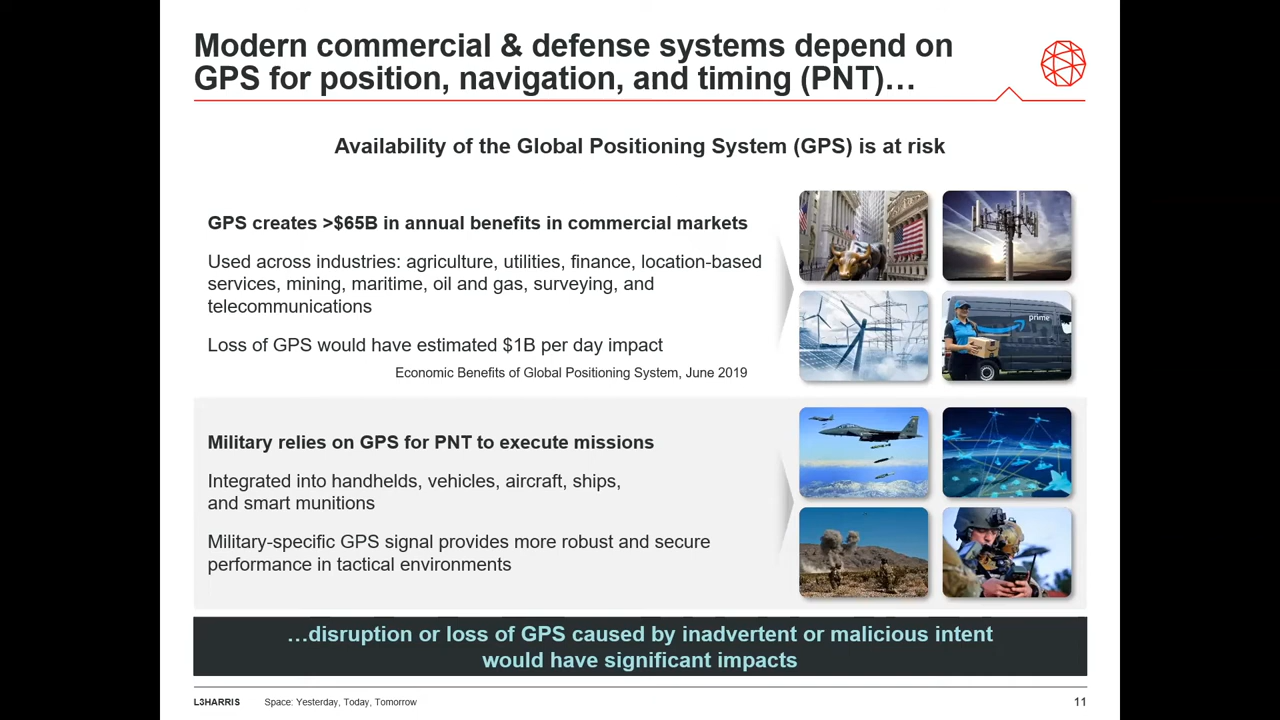 Modern commercial & defense systems depend on
GPS for position, navigation, and timing (PNT)…
Availability of the Global Positioning System (GPS) is at risk
GPS creates >$65B in annual benefits in commercial markets
Used across industries: agriculture, utilities, finance, location-based
services, mining, maritime, oil and gas, surveying, and
telecommunications
Loss of GPS would have estimated $1B per day impact
Economic Benefits of Global Positioning System, June 2019
prime
Military relies on GPS for PNT to execute missions
Integrated into handhelds, vehicles, aircraft, ships,
and smart munitions
Military-specific GPS signal provides more robust and secure
performance in tactical environments
…disruption or loss of GPS caused by inadvertent or malicious intent
would have significant impacts
L3HARRIS Space: Yesterday, Today, Tomorrow 11